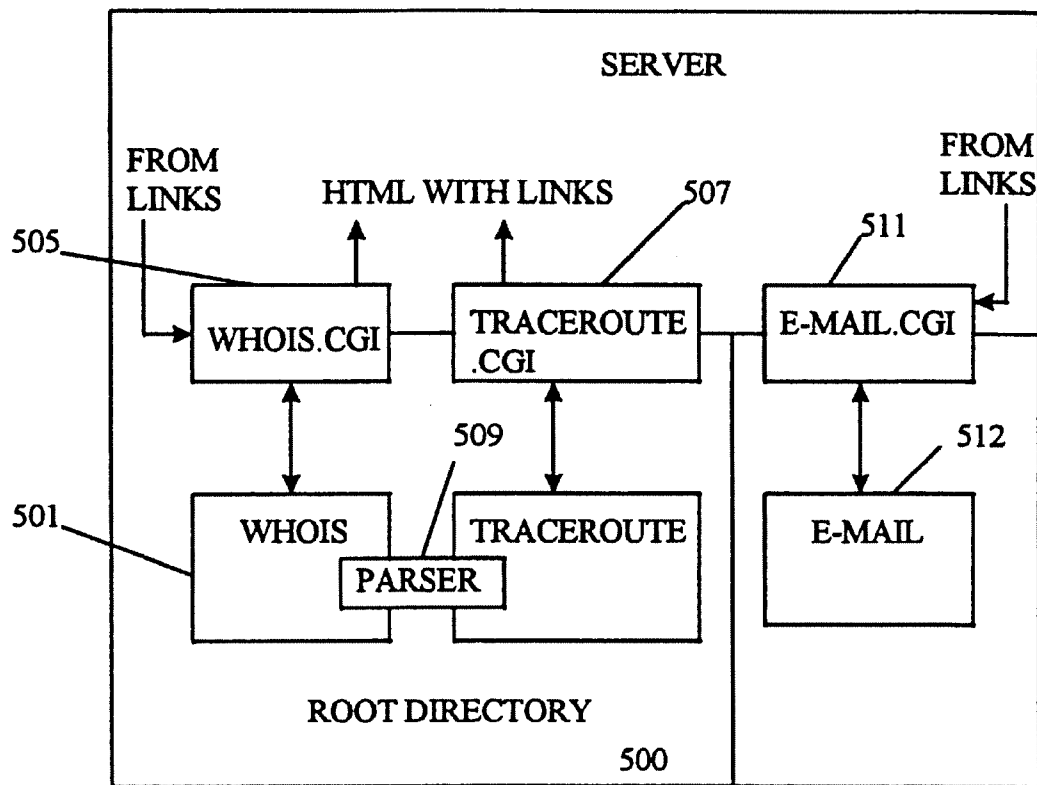 SERVER
FROM
LINKS
HTML WITH LINKS
507
FROM
LINKS
511
505
WHOIS.CGI
TRACEROUTE
.CGI
E-MAIL.CGI
509
512
501
WHOIS
TRACEROUTE
E-MAIL
PARSER
ROOT DIRECTORY
500